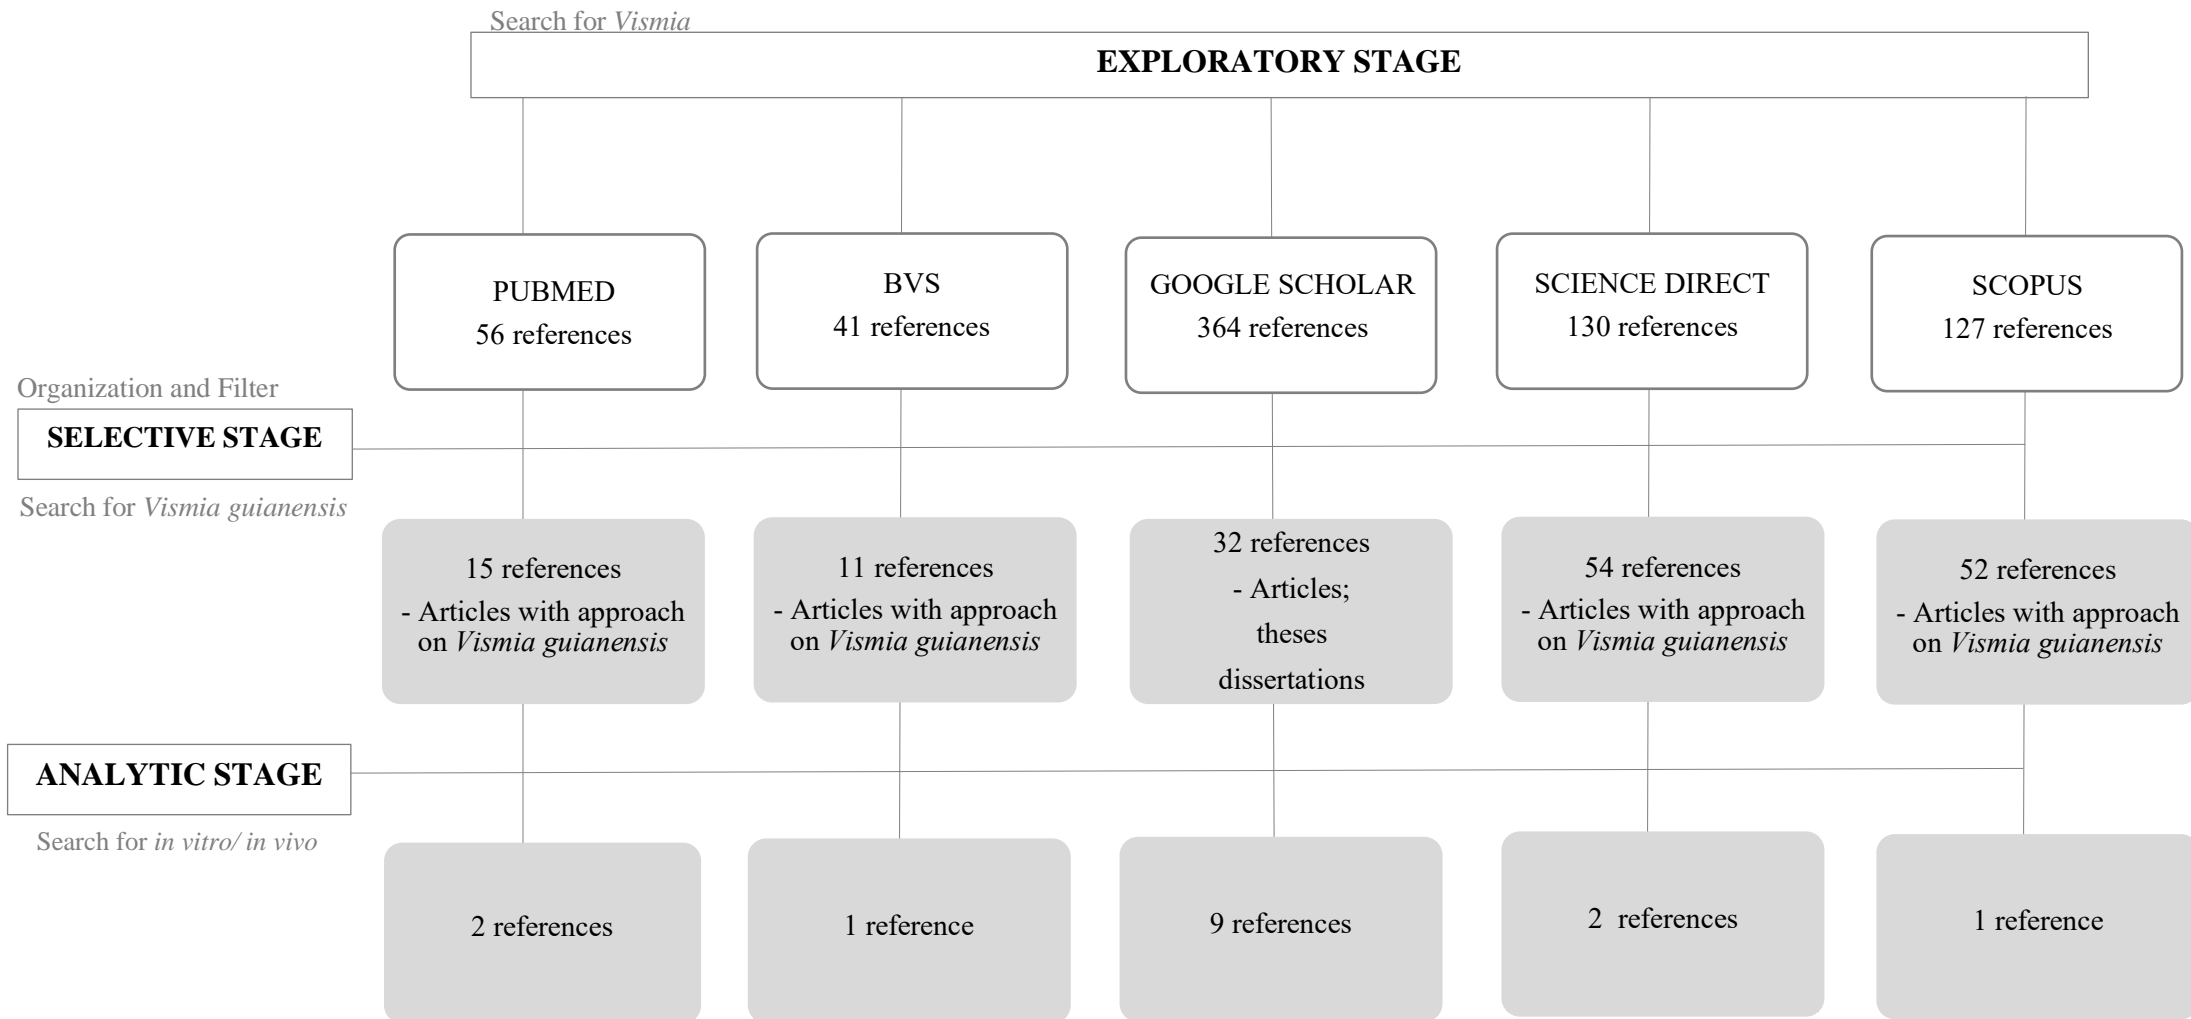 Search for Vismia
EXPLORATORY STAGE
PUBMED
56 references
BVS
41 references
GOOGLE SCHOLAR
364 references
SCIENCE DIRECT
130 references
SCOPUS
127 references
Organization and Filter
SELECTIVE STAGE
Search for Vismia guianensis
15 references
- Articles with approach
on Vismia guianensis
11 references
- Articles with approach
on Vismia guianensis
32 references
- Articles;
theses
dissertations
54 references
- Articles with approach
on Vismia guianensis
52 references
- Articles with approach
on Vismia guianensis
ANALYTIC STAGE
Search for in vitro/ in vivo
2 references
1 reference
9 references
2 references
1 reference